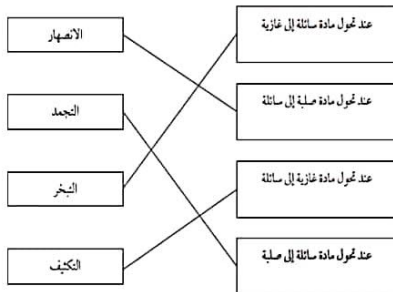 عند تحول مادة سائلة إلى غازية
الانصهار
عند تحول مادة صلبة إلى سائلة
التجمد
عند تحول مادة غازية إلى سائلة
التبخر
عند تحول مادة سائلة إلى صلبة
التكثيف